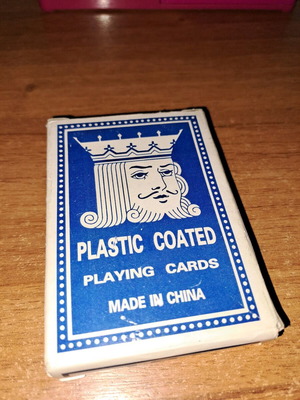 PLASTIC COATED
PLAYING CARDS
MADE IN CHINA